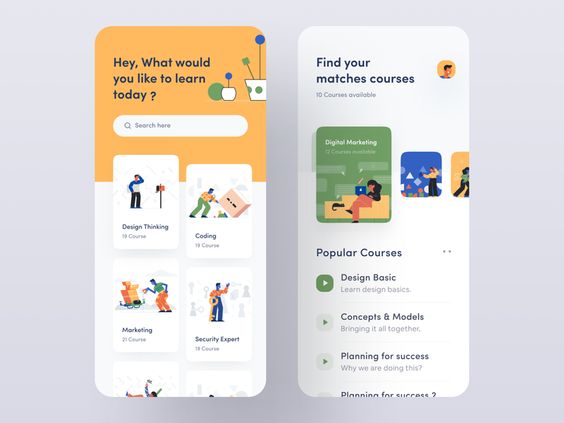 Hey, What would
you like to learn
today ?
Search here
Design Thinking
19 Course
Coding
19 Course
Marketing
21 Course
Security Expert
19 Course
Find your
matches courses
10 Courses available
Digital Marketing
12 Courses available
Popular Courses
Design Basic
Learn design basics.
Concepts & Models
Bringing it all together.
Planning for success
Why we are doing this?
Planning for success ?